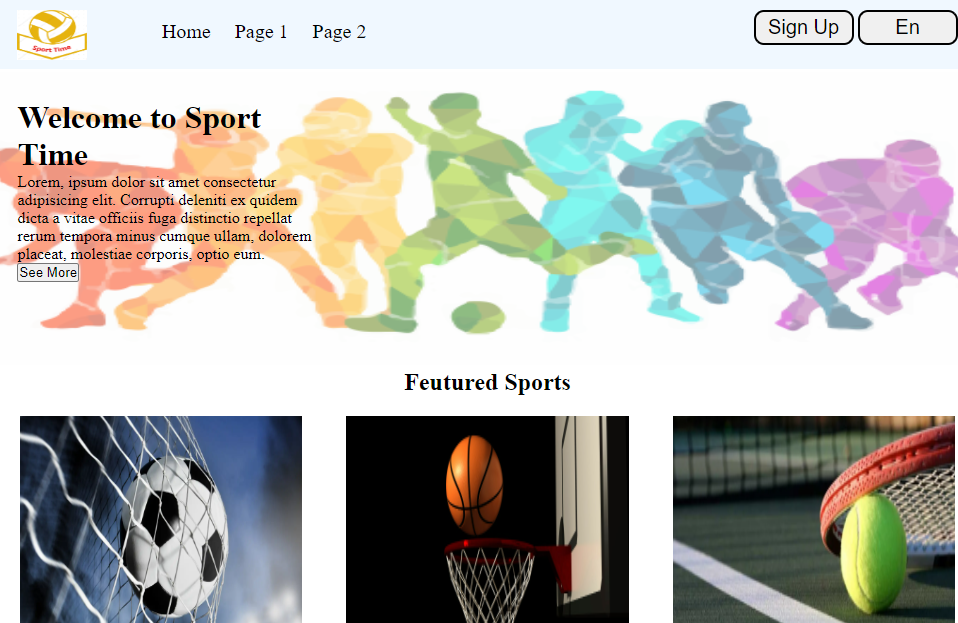 Sport Time
Home Page 1 Page 2
Sign Up En
Welcome to Sport
Time
Lorem, ipsum dolor sit amet consectetur
adipisicing elit. Corrupti deleniti ex quidem
dicta a vitae officiis fuga distinctio repellat
rerum tempora minus cumque ullam, dolorem
placeat, molestiae corporis, optio eum.
See More
Feutured Sports